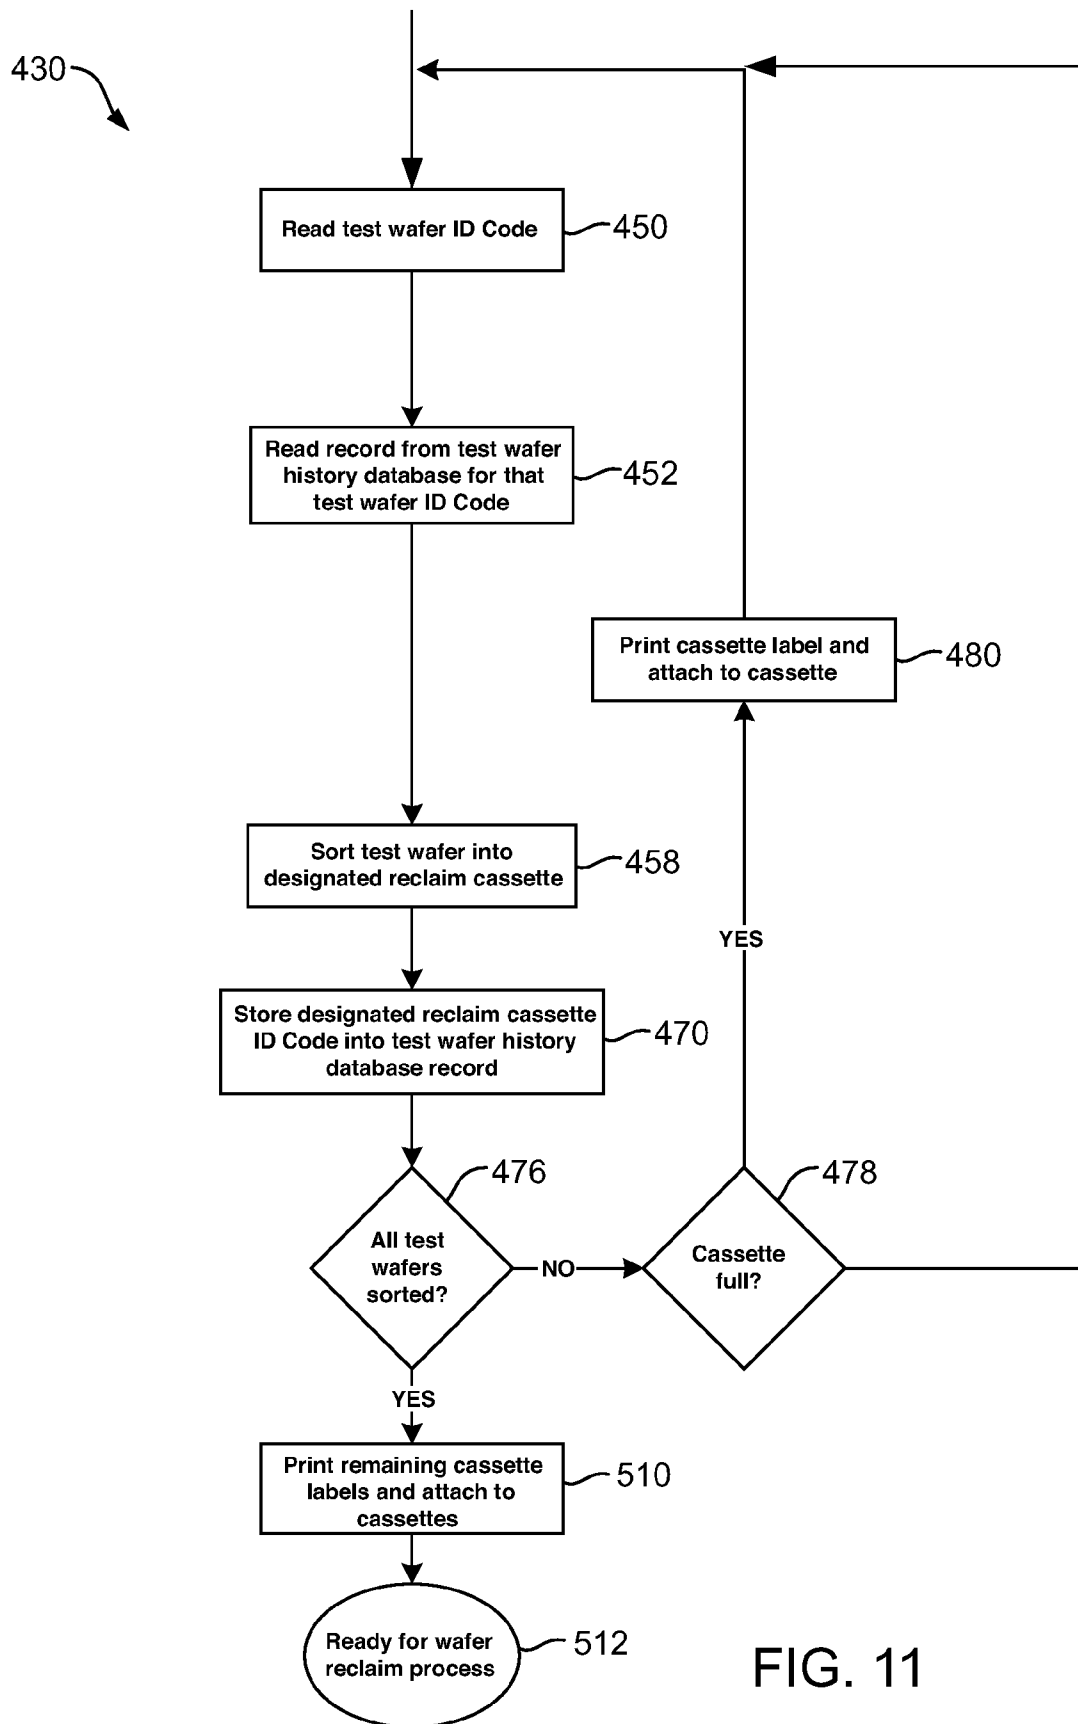 430
Read test wafer ID Code
450
Read record from test wafer
history database for that
test wafer ID Code
452
Print cassette label and
attach to cassette
480
Sort test wafer into
designated reclaim cassette
458
YES
Store designated reclaim cassette
ID Code into test wafer history
database record
470
476
478
All test
wafers
sorted?
NO
Cassette
full?
YES
Print remaining cassette
labels and attach to
cassettes
510
Ready for wafer
reclaim process
512
FIG. 11